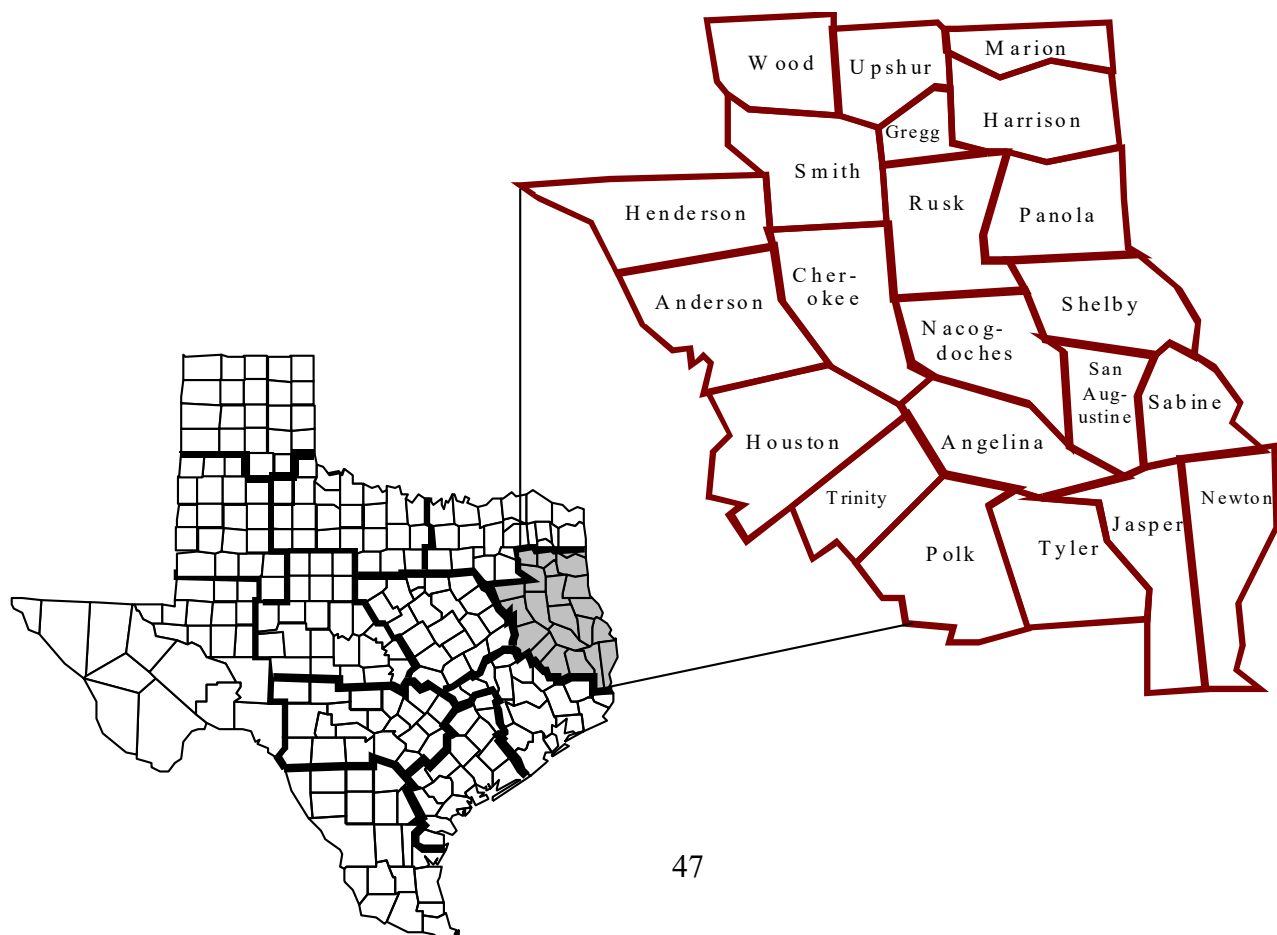 Wood
Upshur
Marion
Harrison
Gregg
Smith
Rusk
Panola
Henderson
Cher-
okee
Anderson
Shelby
Nacog-
doches
San
Aug-
ustine
Sabine
Houston
Angelina
Trinity
Newton
Jasper
Polk
Tyler
47